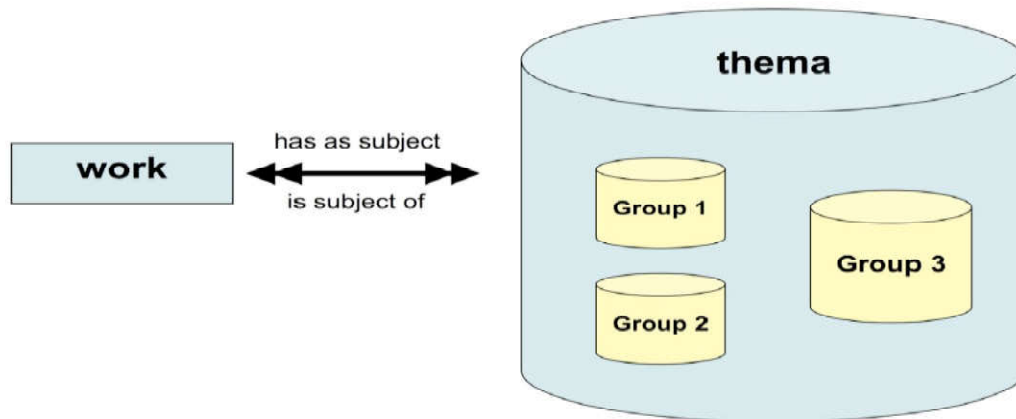 thema
work
has as subject
is subject of
Group 1
Group 2
Group 3